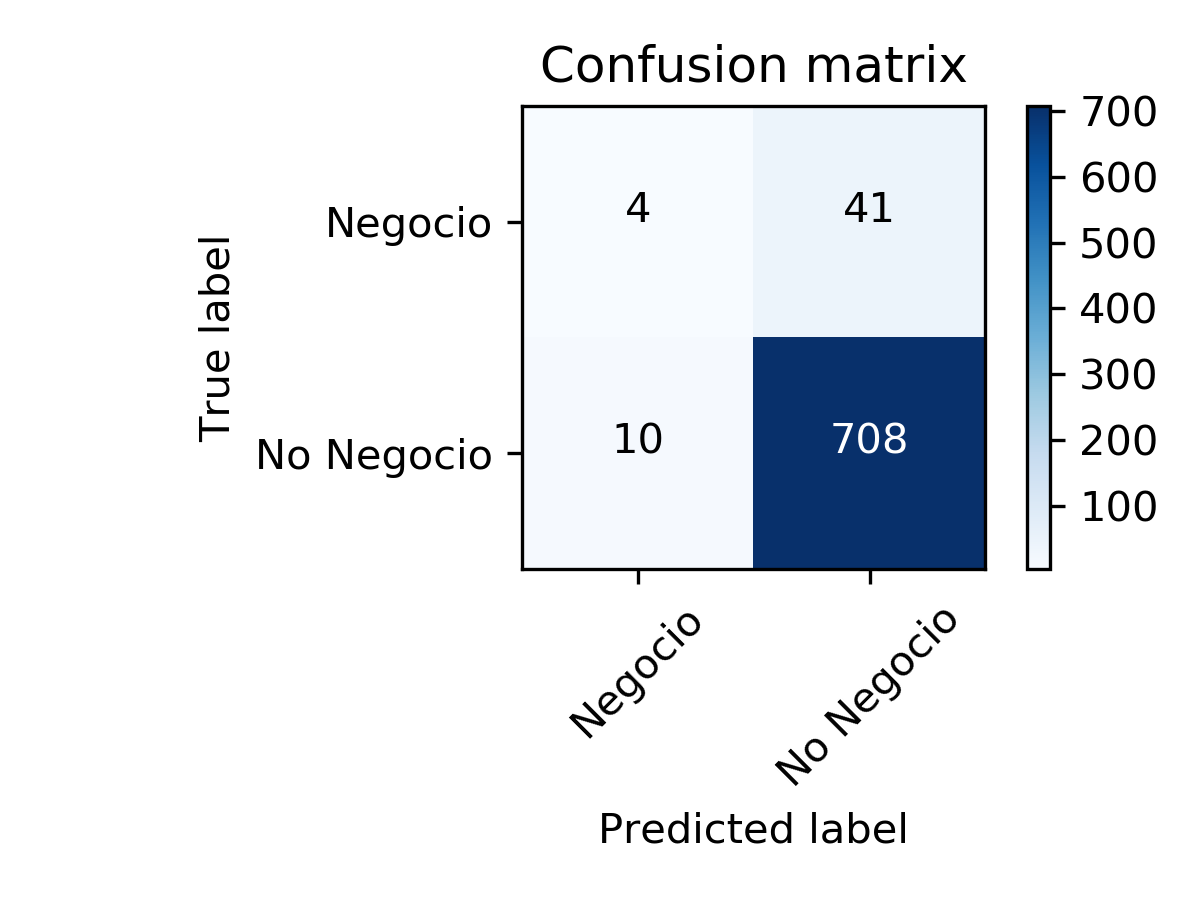 Confusion matrix
True label
Negocio
No Negocio
4
41
10
708
700
600
500
400
300
200
100
Negocio
No Negocio
Predicted label